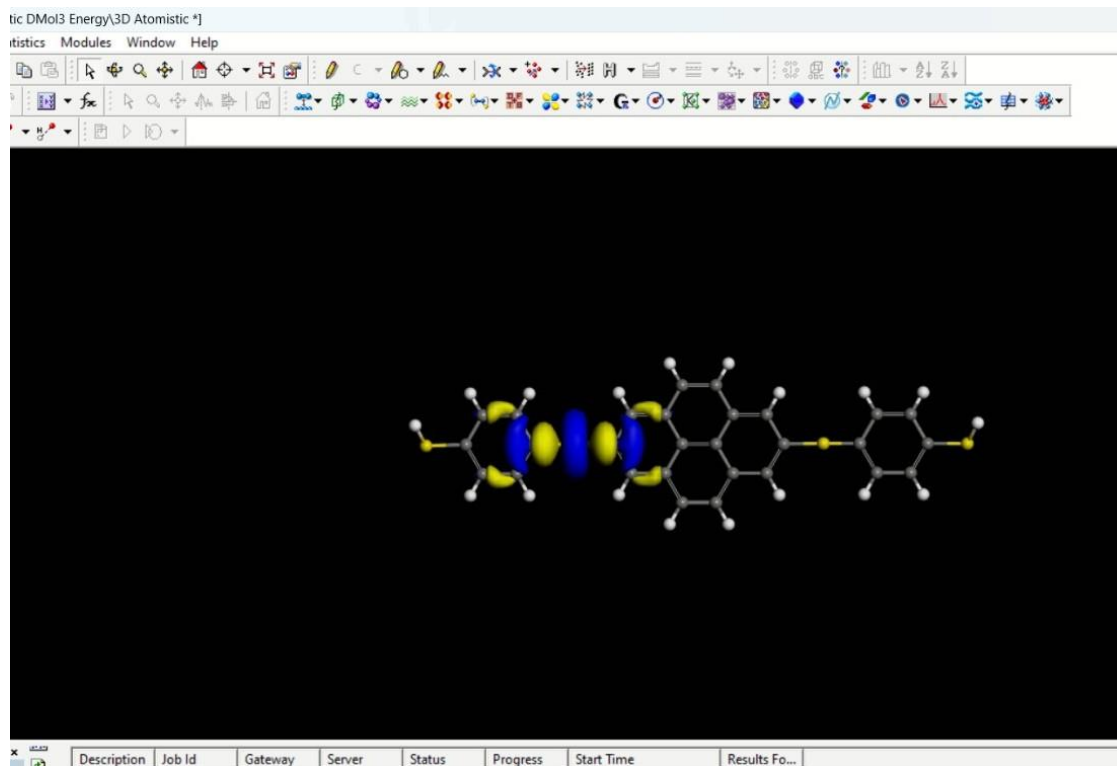 tic DMol3 Energy\3D Atomistic *]
tistics Modules Window Help
Description Job Id Gateway Server Status Progress Start Time Results Fo...